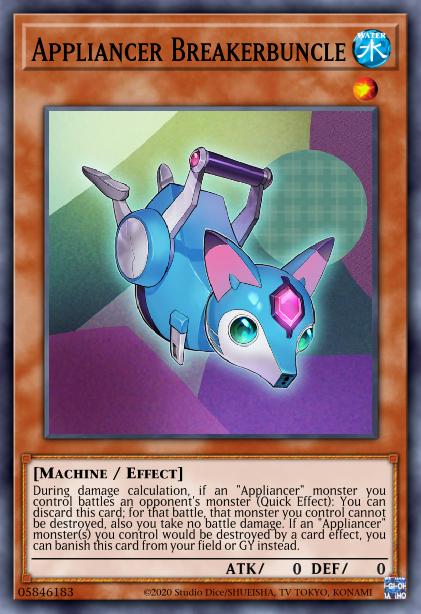 APPLIANCER BREAKERBUNCLE
WATER
水
[MACHINE / EFFECT]
During damage calculation, if an "Appliancer" monster you
control battles an opponent's monster (Quick Effect): You can
discard this card; for that battle, that monster you control cannot
be destroyed, also you take no battle damage. If an "Appliancer"
monster(s) you control would be destroyed by a card effect, you
can banish this card from your field or GY instead.
ATK/ 0 DEF/ 0
05846183
©2020 Studio Dice/SHUEISHA, TV TOKYO, KONAMI